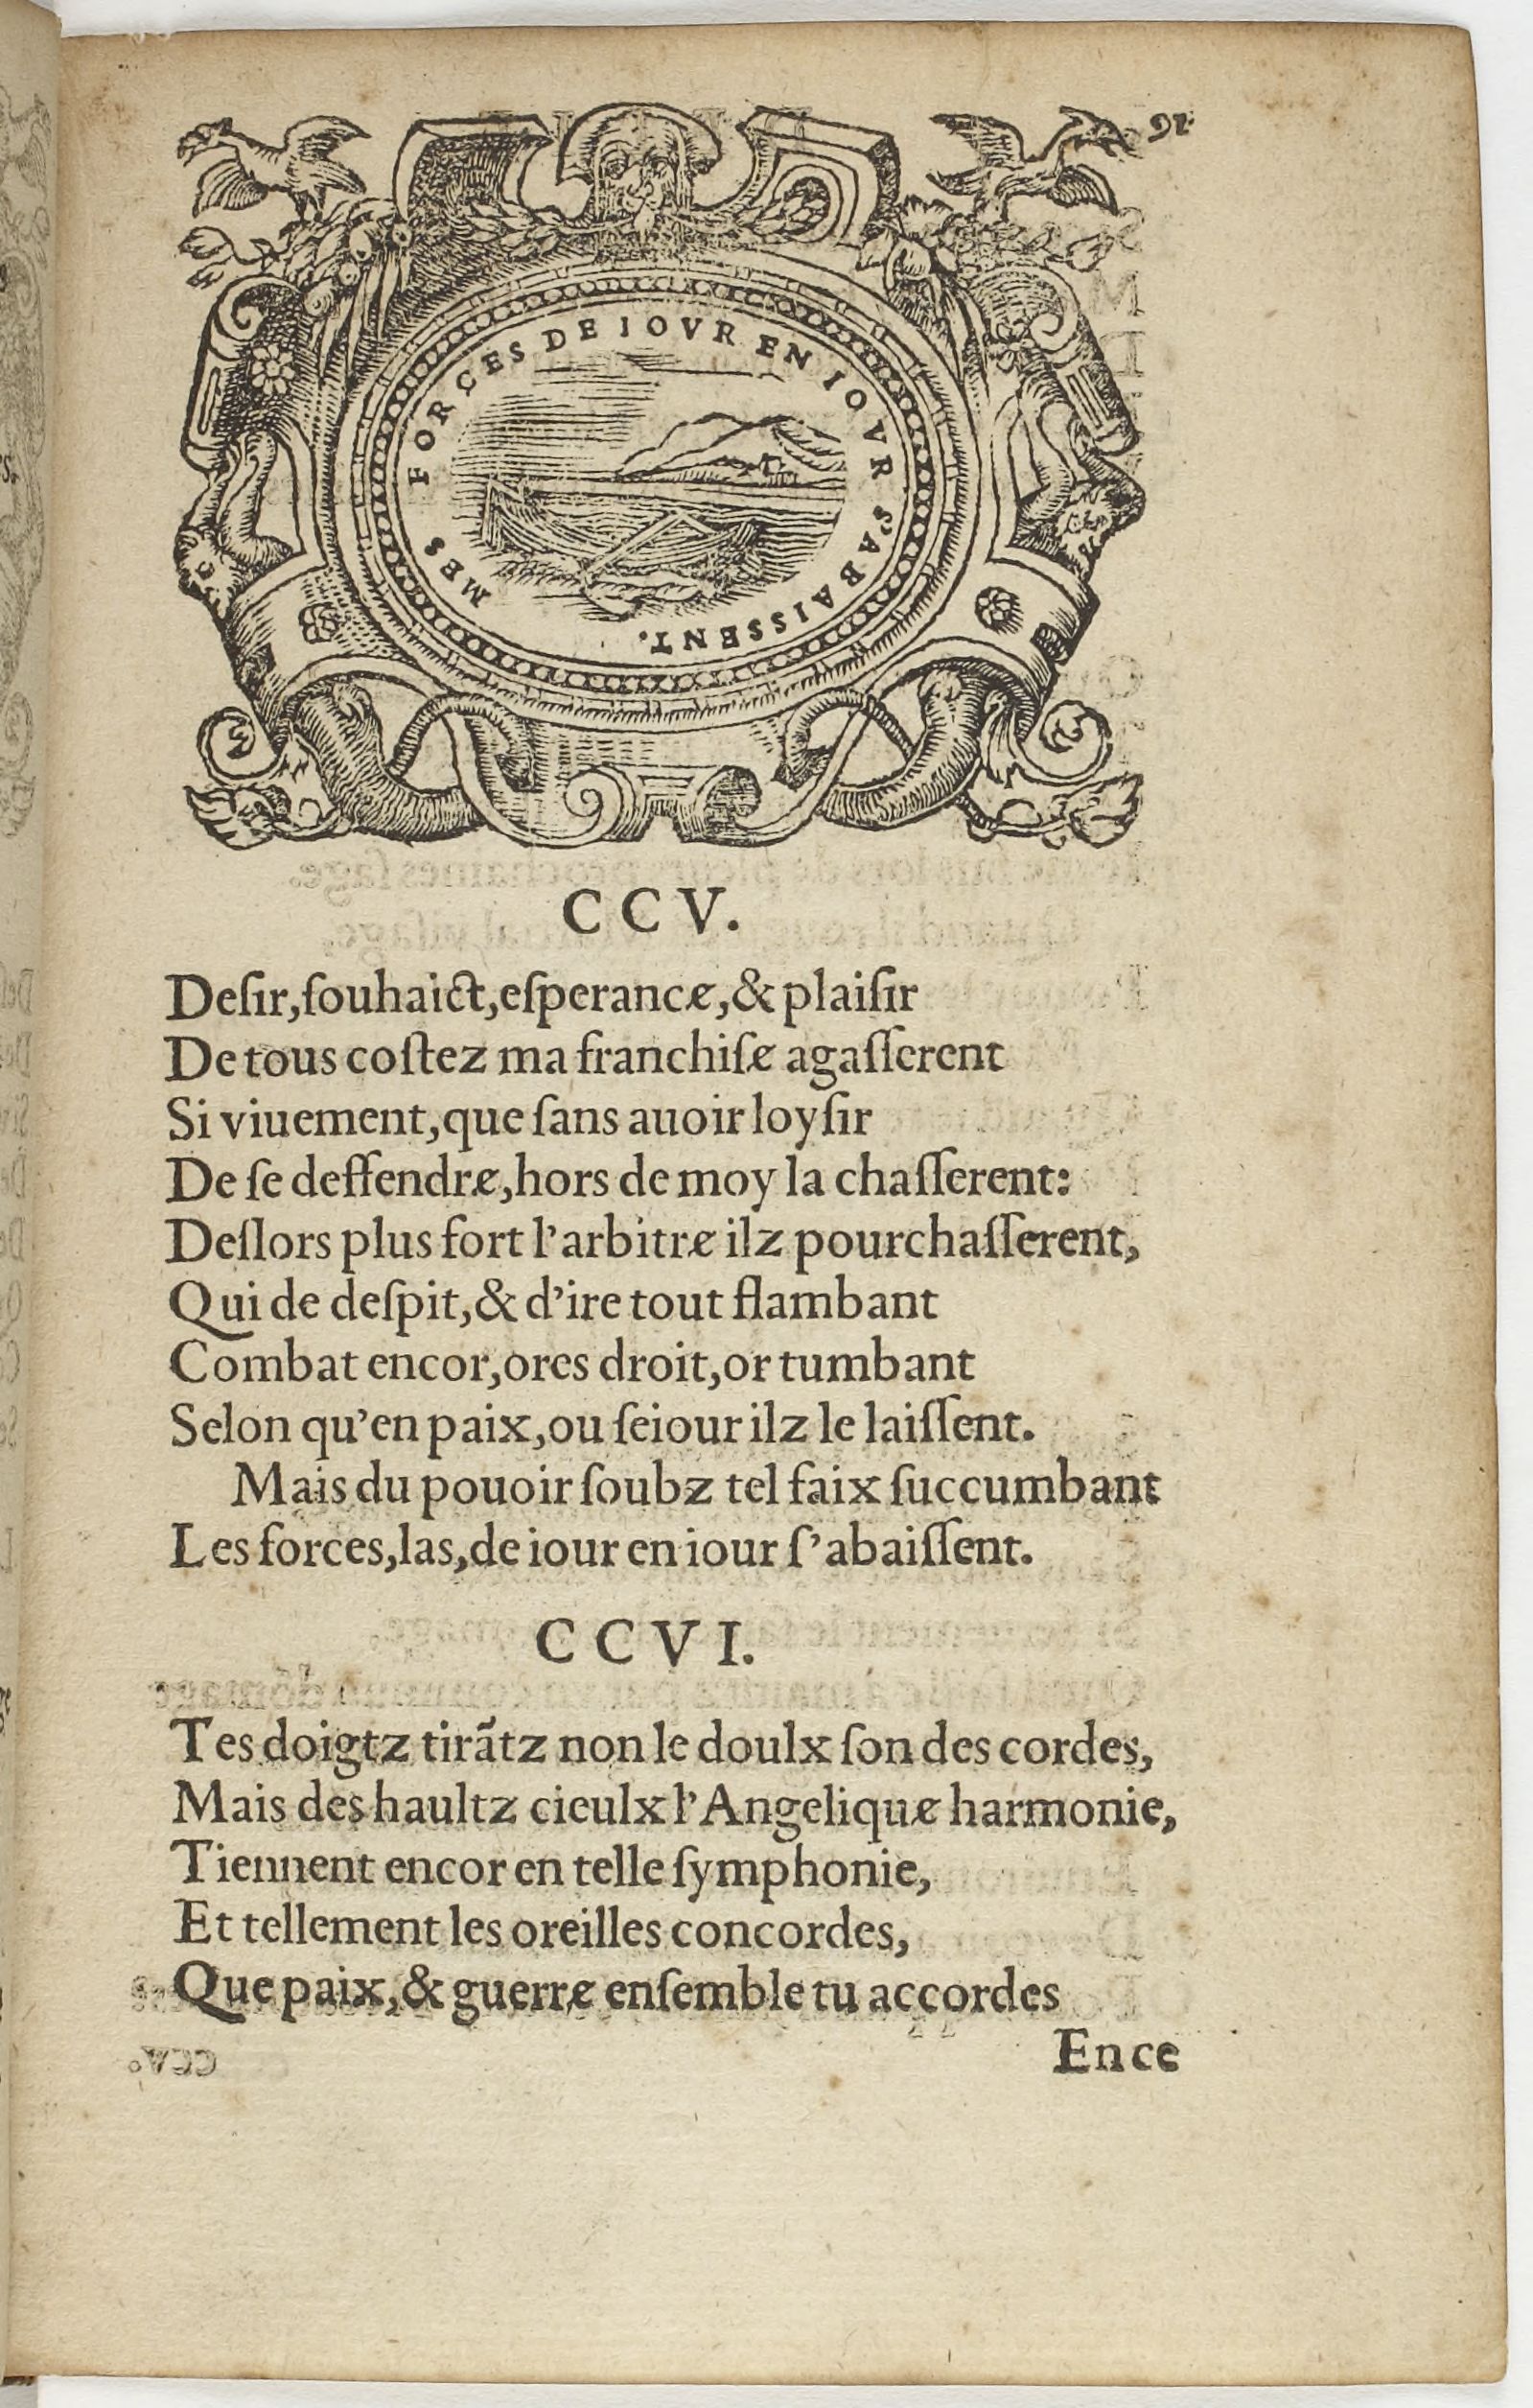 91
MES FORCES DE IOVR EN IOVR S'ABAISSENT.
CCV.
Deſir,ſouhaict,eſperance,& plaiſir
De tous coſtez ma franchiſe agaſſerent
Si viuement,que ſans auoir loyſir
De ſe deffendre,hors de moy la chaſſerent:
Deſlors plus fort l'arbitre ilz pourchaſſerent,
Qui de deſpit,& d'ire tout flambant
Combat encor,ores droit,or tumbant
Selon qu'en paix,ou ſeiour ilz le laiſſent.
Mais du pouoir ſoubz tel faix ſuccumbant
Les forces,las,de iour en iour ſ'abaiſſent.
CCVI.
Tes doigtz tirãtz non le doulx ſon des cordes,
Mais des haultz cieulx l'Angelique harmonie,
Tiennent encor en telle ſymphonie,
Et tellement les oreilles concordes,
Que paix,& guerre enſemble tu accordes
En ce